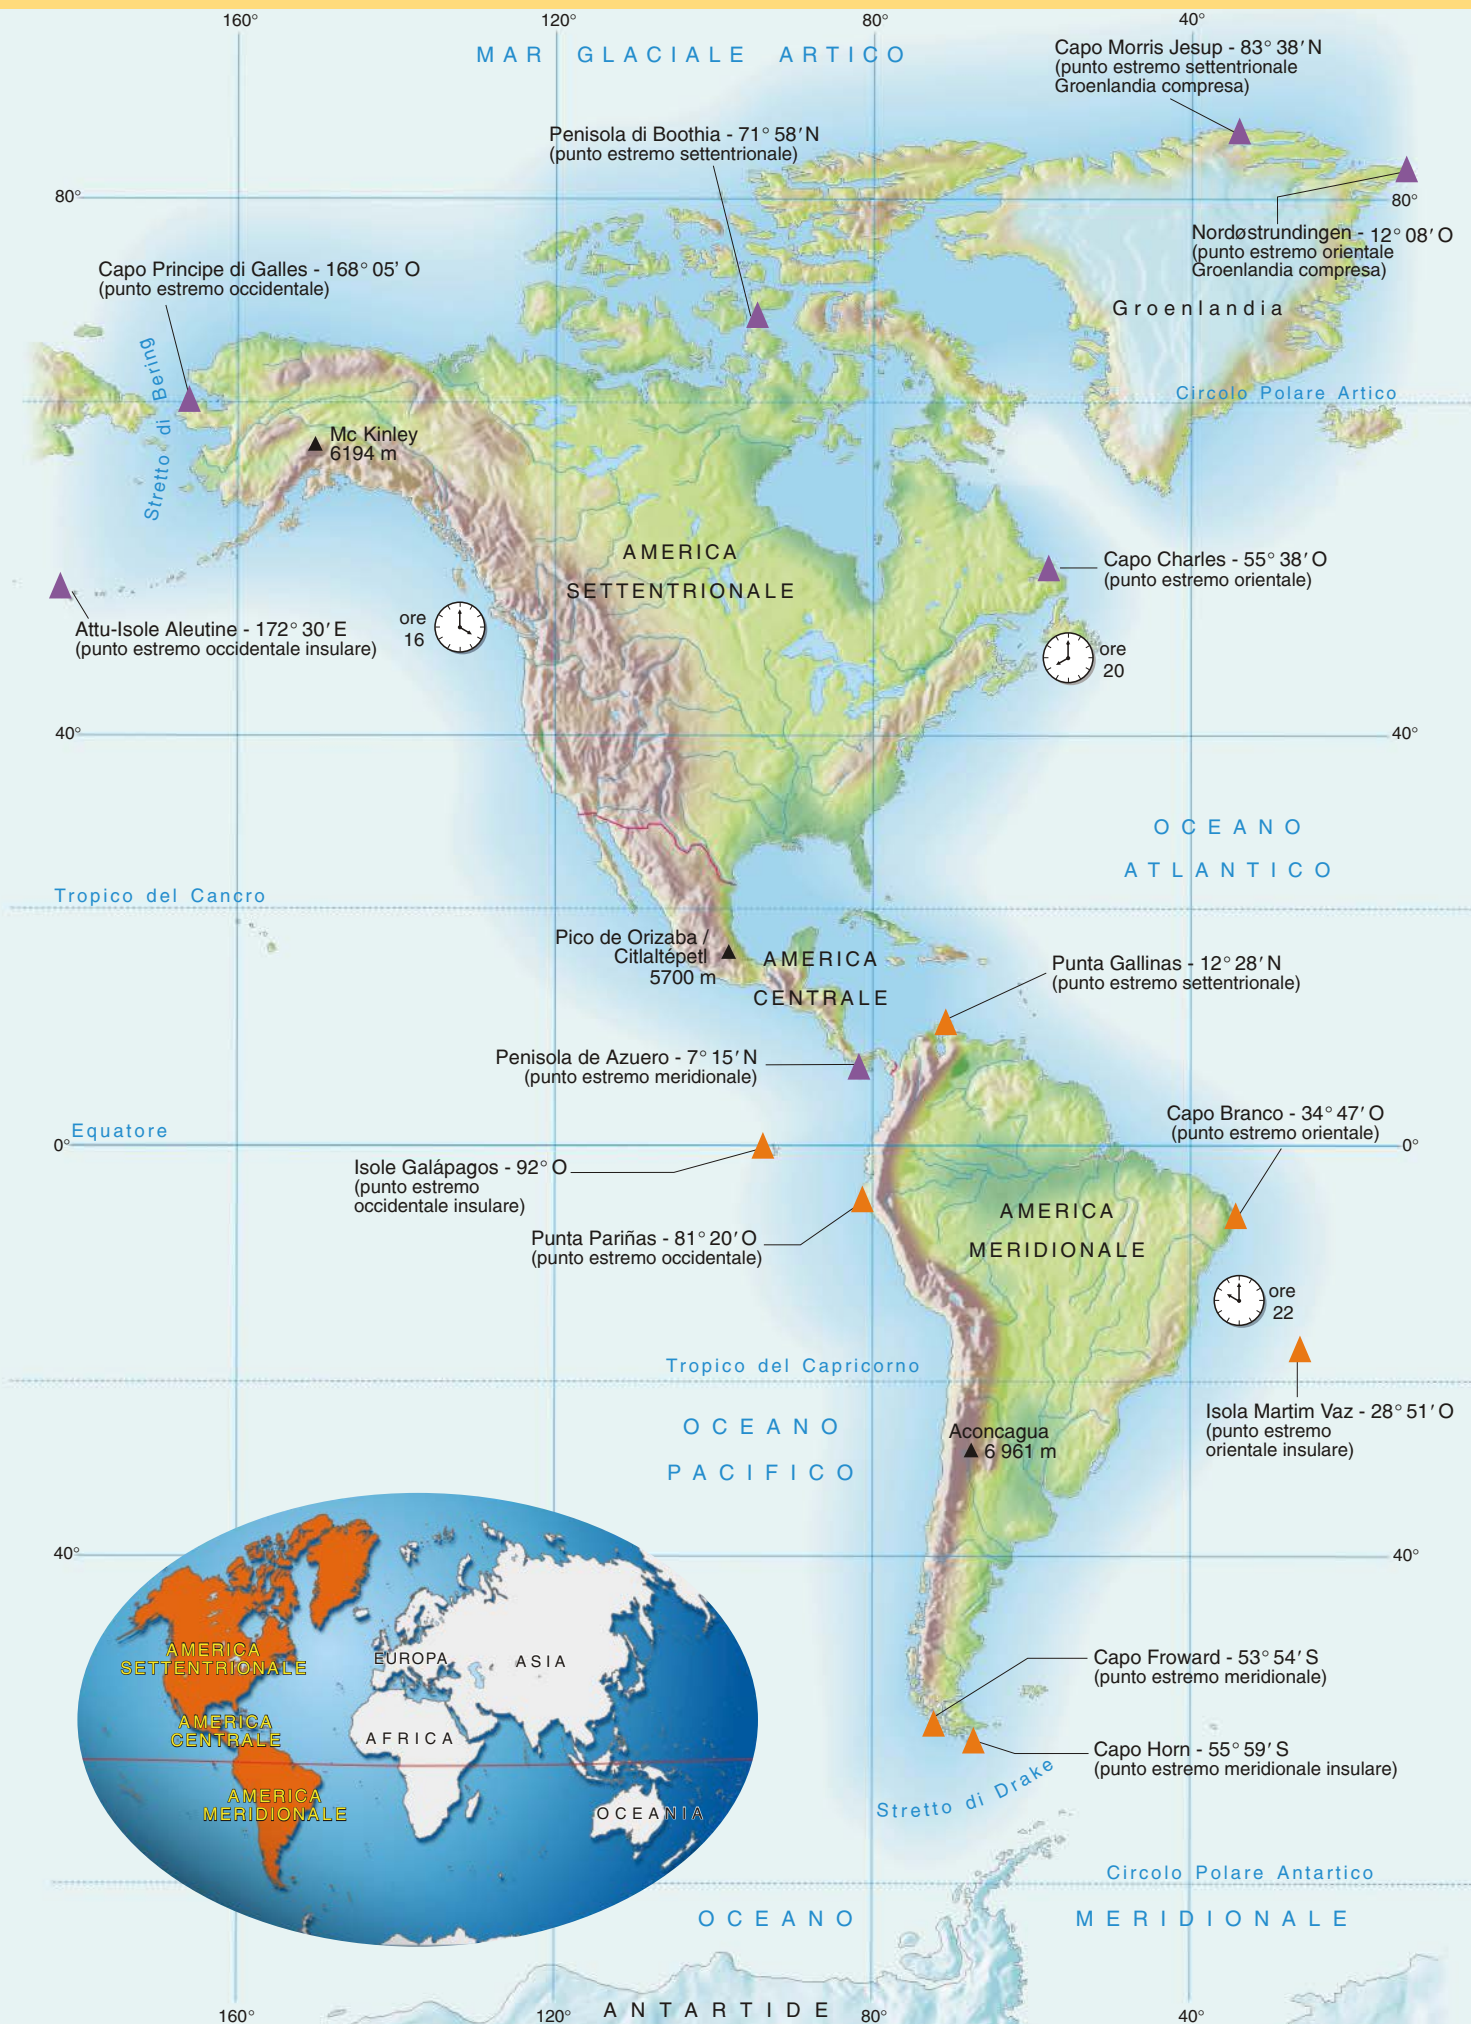 160°
120°
80°
40°
MAR GLACIALE ARTICO
Capo Morris Jesup - 83° 38′ N
(punto estremo settentrionale
Groenlandia compresa)
Penisola di Boothia - 71° 58′ N
(punto estremo settentrionale)
80°
80°
Nordøstrundingen - 12° 08′ O
(punto estremo orientale
Groenlandia compresa)
Capo Principe di Galles - 168° 05’ O
(punto estremo occidentale)
Groenlandia
Stretto di Bering
Circolo Polare Artico
Mc Kinley
6194 m
AMERICA
SETTENTRIONALE
Capo Charles - 55° 38′ O
(punto estremo orientale)
Attu-Isole Aleutine - 172° 30′ E
(punto estremo occidentale insulare)
ore
16
ore
20
40°
40°
OCEANO
ATLANTICO
Tropico del Cancro
Pico de Orizaba /
Citlaltépetl
5700 m
AMERICA
CENTRALE
Punta Gallinas - 12° 28′ N
(punto estremo settentrionale)
Penisola de Azuero - 7° 15′ N
(punto estremo meridionale)
Capo Branco - 34° 47′ O
(punto estremo orientale)
0°
Equatore
0°
Isole Galápagos - 92° O
(punto estremo
occidentale insulare)
Punta Pariñas - 81° 20′ O
(punto estremo occidentale)
AMERICA
MERIDIONALE
ore
22
Tropico del Capricorno
Isola Martim Vaz - 28° 51′ O
(punto estremo
orientale insulare)
OCEANO
PACIFICO
Aconcagua
6 961 m
40°
40°
AMERICA
SETTENTRIONALE
EUROPA
ASIA
AMERICA
CENTRALE
AFRICA
AMERICA
MERIDIONALE
OCEANIA
Capo Froward - 53° 54′ S
(punto estremo meridionale)
Capo Horn - 55° 59′ S
(punto estremo meridionale insulare)
Stretto di Drake
Circolo Polare Antartico
OCEANO
MERIDIONALE
160°
120°
ANTARTIDE
80°
40°